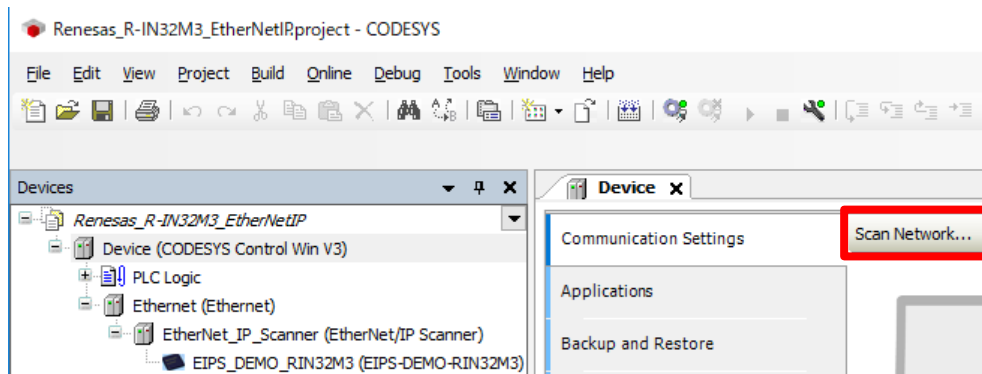 Renesas_R-IN32M3_EtherNetIP.project - CODESYS
File Edit View Project Build Online Debug Tools Window Help
Devices
Device
Renesas_R-IN32M3_EtherNetIP
Communication Settings
Scan Network...
Device (CODESYS Control Win V3)
PLC Logic
Applications
Ethernet (Ethernet)
EtherNet_IP_Scanner (EtherNet/IP Scanner)
Backup and Restore
EIPS_DEMO_RIN32M3 (EIPS-DEMO-RIN32M3)